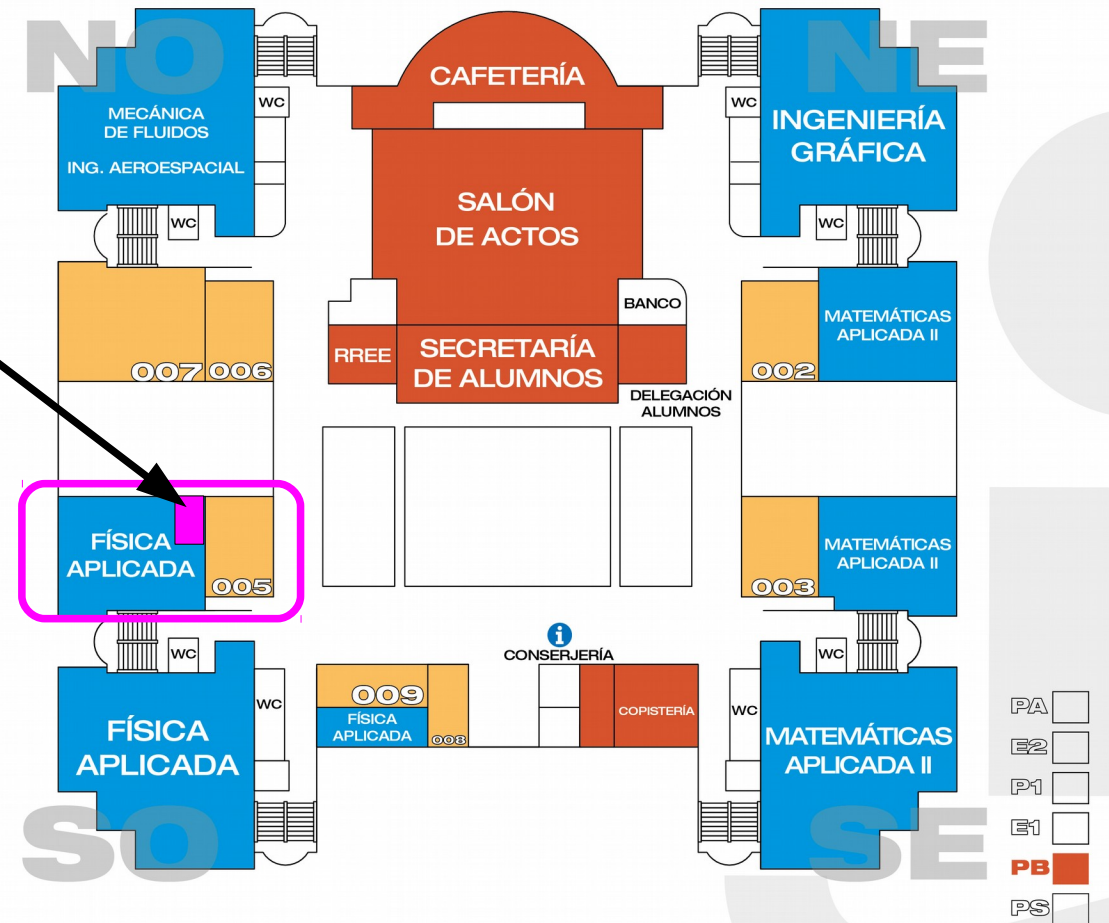 NO
NE
CAFETERÍA
WC
WC
MECÁNICA
DE FLUIDOS
ING. AEROESPACIAL
INGENIERÍA
GRÁFICA
SALÓN
DE ACTOS
WC
WC
BANCO
MATEMÁTICAS
APLICADA II
RREE
SECRETARÍA
DE ALUMNOS
007
006
002
DELEGACIÓN
ALUMNOS
FÍSICA
APLICADA
005
MATEMÁTICAS
APLICADA II
003
i
CONSERJERÍA
WC
WC
009
FÍSICA
APLICADA
008
COPISTERÍA
WC
WC
FÍSICA
APLICADA
MATEMÁTICAS
APLICADA II
SO
SE
PA
E2
P1
E1
PB
PS